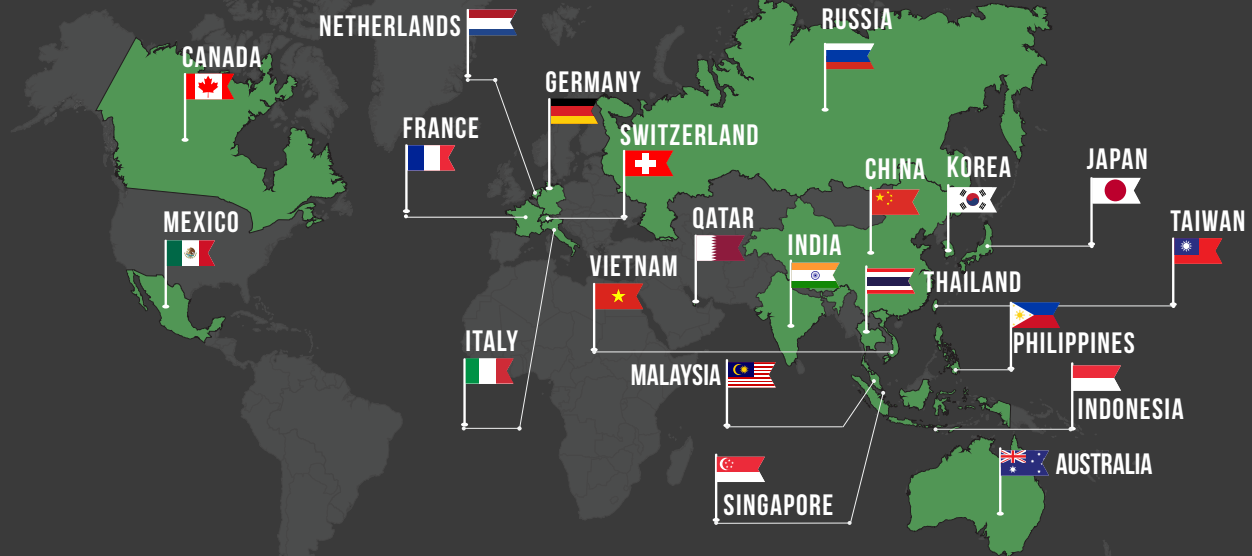 NETHERLANDS
RUSSIA
CANADA
GERMANY
FRANCE
SWITZERLAND
CHINA
KOREA
JAPAN
MEXICO
QATAR
TAIWAN
INDIA
VIETNAM
THAILAND
ITALY
PHILIPPINES
MALAYSIA
INDONESIA
AUSTRALIA
SINGAPORE